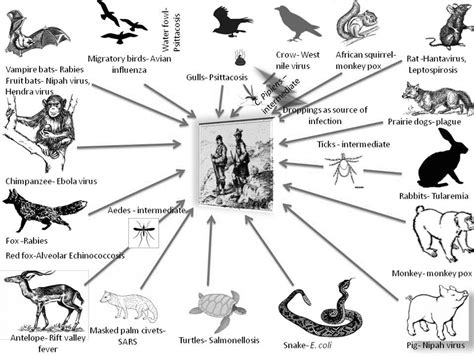 Vampire bats- Rabies
Fruit bats- Nipah virus,
Hendra virus
Migratory birds- Avian
influenza
Water fowl-
Psittacosis
Gulls- Psittacosis
Crow- West
nile virus
African squirrel-
monkey pox
Rat -Hantavirus,
Leptospirosis
C. Pipiens –
intermediate
Droppings as source of
infection
Prairie dogs- plague
Ticks - intermediate
Chimpanzee- Ebola virus
Rabbits- Tularemia
Aedes - intermediate
Fox -Rabies
Red fox-Alveolar Echinococcosis
Monkey- monkey pox
Antelope- Rift valley
fever
Masked palm civets-
SARS
Turtles- Salmonellosis
Snake- E. coli
Pig- Nipah virus